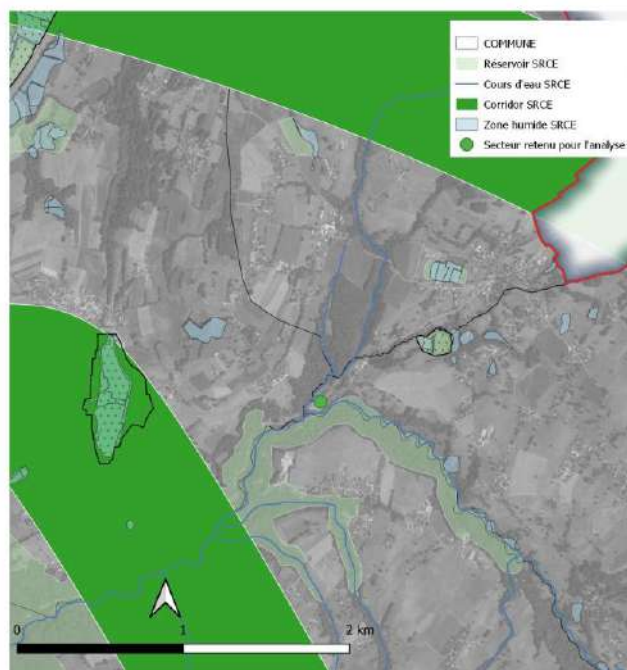 COMMUNE
Réservoir SRCE
Cours d'eau SRCE
Corridor SRCE
Zone humide SRCE
Secteur retenu pour l'analyse
0 1 2 km